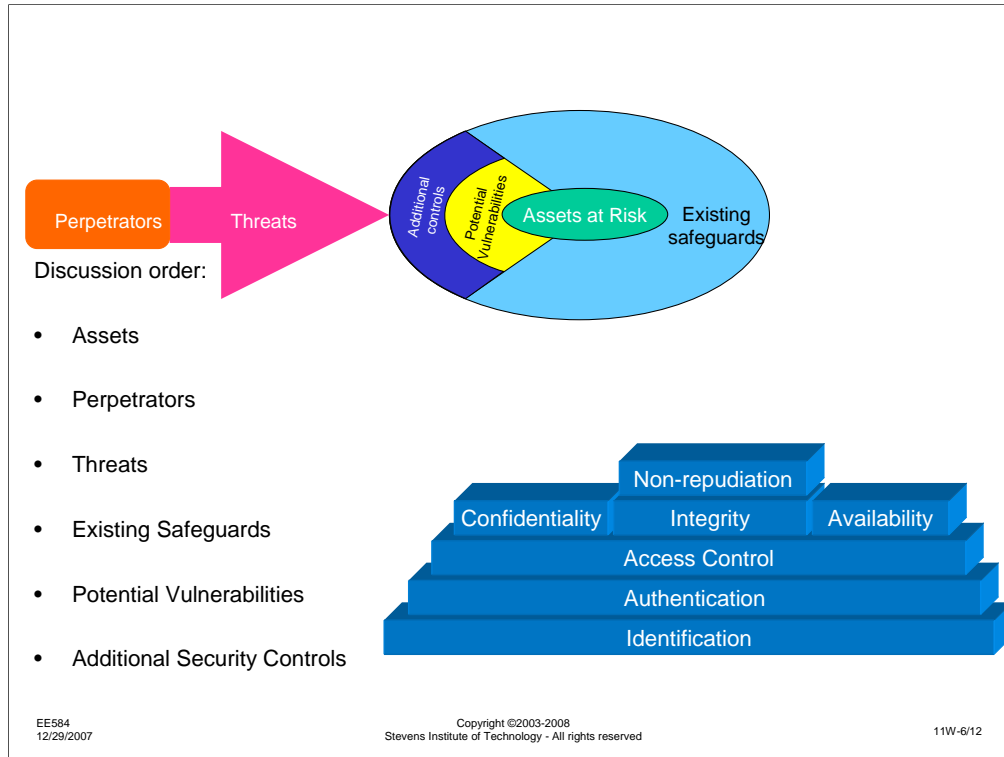 Perpetrators
Threats
Additional
controls
Potential
Vulnerabilities
Assets at Risk
Existing
safeguards
Discussion order:
• Assets
• Perpetrators
• Threats
• Existing Safeguards
• Potential Vulnerabilities
• Additional Security Controls
Non-repudiation
Confidentiality
Integrity
Availability
Access Control
Authentication
Identification
EE584
12/29/2007
Copyright ©2003-2008
Stevens Institute of Technology - All rights reserved
11W-6/12